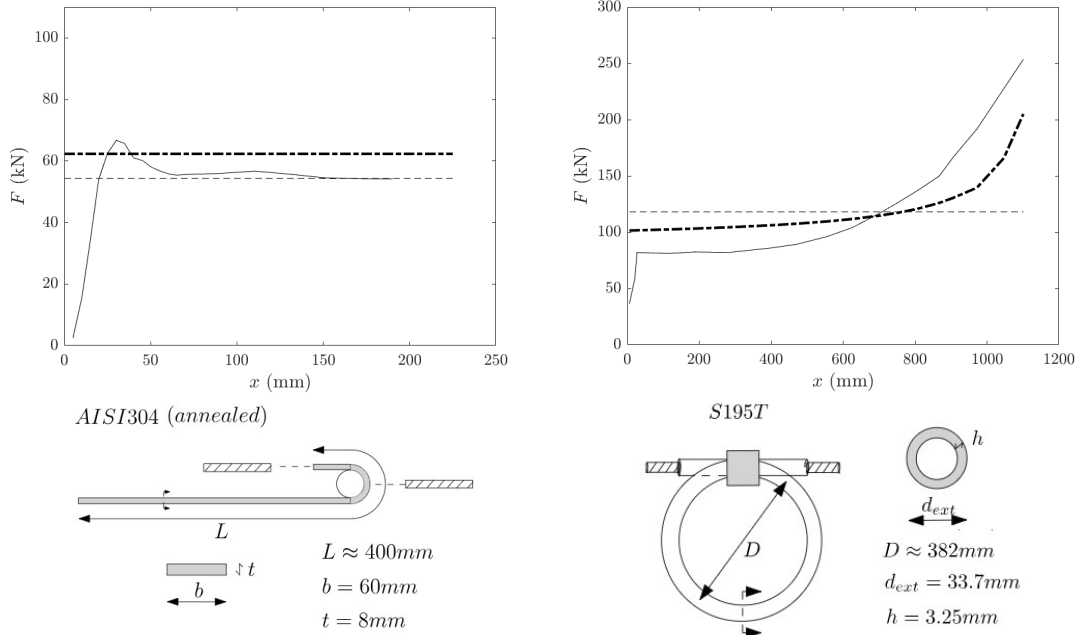 F (kN)
100
80
60
40
20
0
0 50 100 150 200 250
x (mm)
F (kN)
300
250
200
150
100
50
0
0 200 400 600 800 1000 1200
x (mm)
AISI304 (annealed)
L
b
t
L ≈ 400mm
b = 60mm
t = 8mm
S195T
D
h
d_ext
D ≈ 382mm
d_ext = 33.7mm
h = 3.25mm